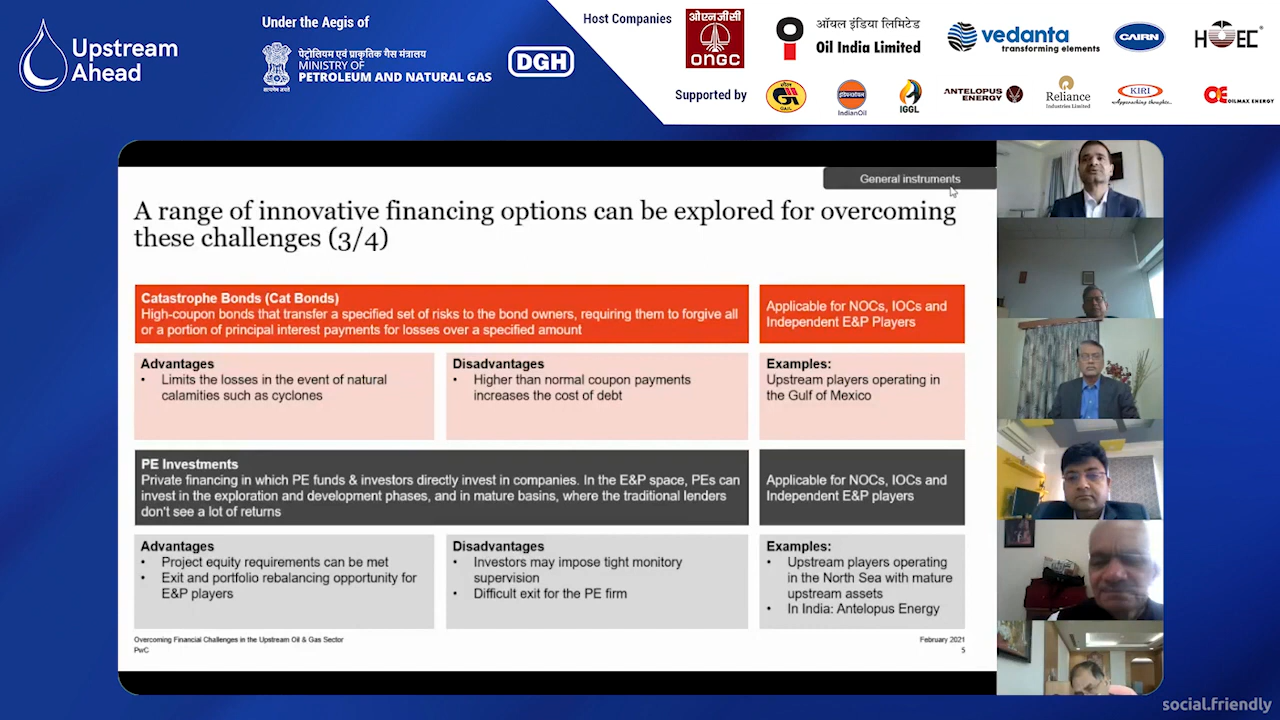 Upstream
Ahead
Under the Aegis of
पेट्रोलियम एवं प्राकृतिक गैस मंत्रालय
MINISTRY OF
PETROLEUM AND NATURAL GAS
सत्यमेव जयते
DGH
Host Companies
ओएनजीसी
ONGC
ऑयल इंडिया लिमिटेड
Oil India Limited
vedanta
transforming elements
CAIRN
HOEC
Supported by
GAIL
IndianOil
IGGL
ANTELOPUS
ENERGY
Reliance
Industries Limited
KIRI
Approaching thoughts..
OILMAX ENERGY
General instruments
A range of innovative financing options can be explored for overcoming
these challenges (3/4)
Catastrophe Bonds (Cat Bonds)
High-coupon bonds that transfer a specified set of risks to the bond owners, requiring them to forgive all
or a portion of principal interest payments for losses over a specified amount
Applicable for NOCs, IOCs and
Independent E&P Players
Advantages
• Limits the losses in the event of natural
calamities such as cyclones
Disadvantages
• Higher than normal coupon payments
increases the cost of debt
Examples:
Upstream players operating in
the Gulf of Mexico
PE Investments
Private financing in which PE funds & investors directly invest in companies. In the E&P space, PEs can
invest in the exploration and development phases, and in mature basins, where the traditional lenders
don't see a lot of returns
Applicable for NOCs, IOCs and
Independent E&P players
Advantages
• Project equity requirements can be met
• Exit and portfolio rebalancing opportunity for
E&P players
Disadvantages
• Investors may impose tight monitory
supervision
• Difficult exit for the PE firm
Examples:
• Upstream players operating
in the North Sea with mature
upstream assets
• In India: Antelopus Energy
Overcoming Financial Challenges in the Upstream Oil & Gas Sector
PwC
February 2021
5
social.friendly